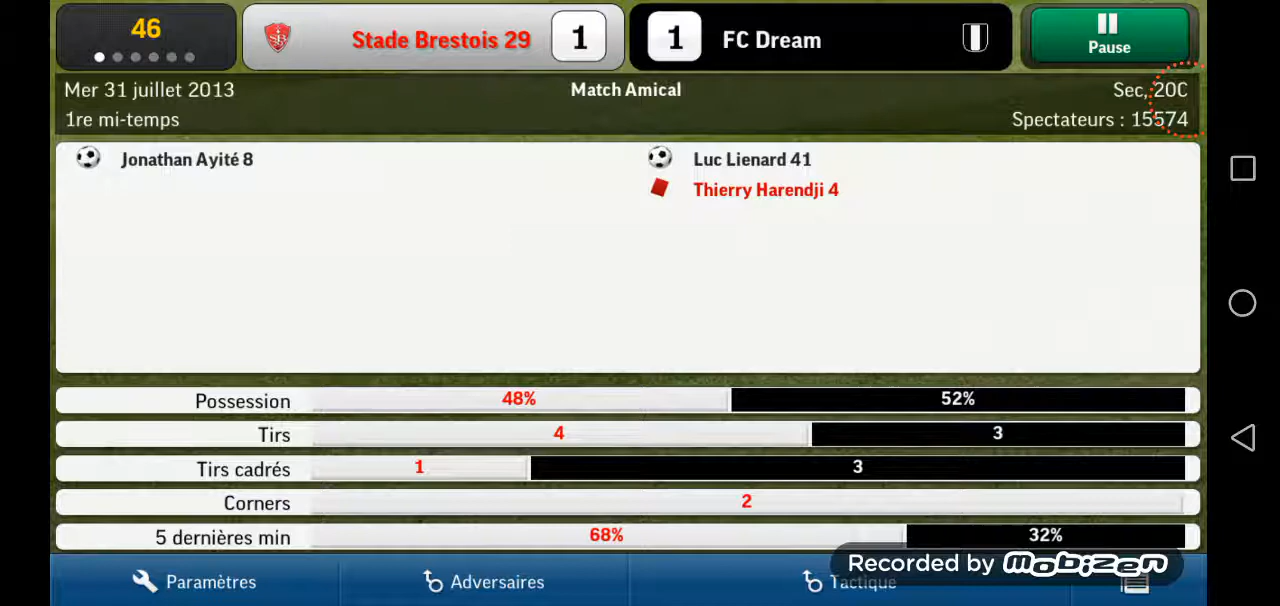 46
Stade Brestois 29 1
1 FC Dream
Pause
Mer 31 juillet 2013 Match Amical Sec, 20C
1re mi-temps Spectateurs : 15574
Jonathan Ayité 8 Luc Lienard 41
Thierry Harendji 4
Possession 48% 52%
Tirs 4 3
Tirs cadrés 1 3
Corners 2
5 dernières min 68% 32%
Recorded by Mobizen
Paramètres Adversaires Tactique